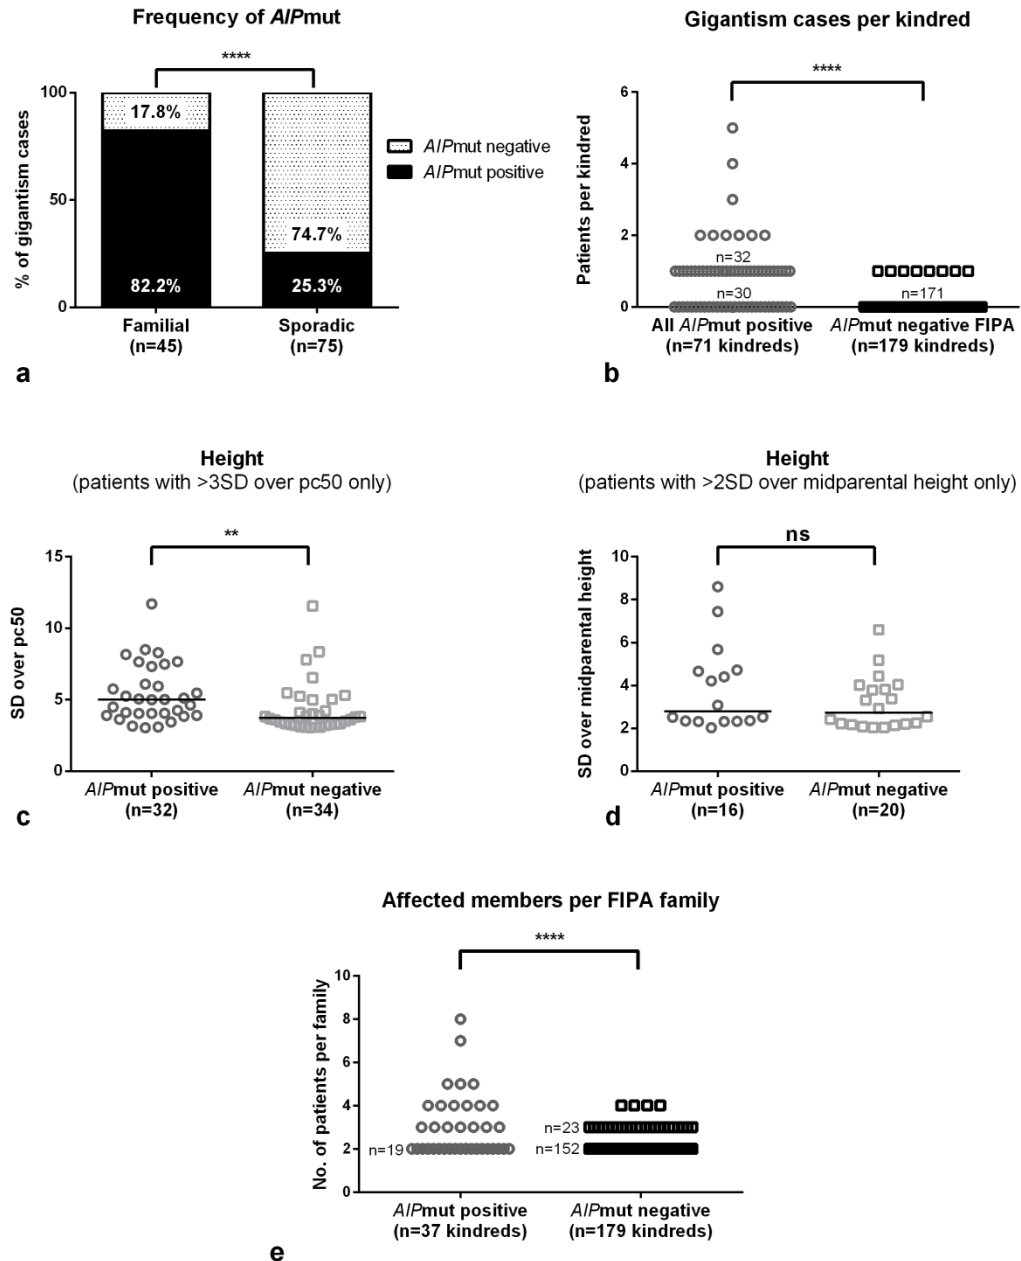 Frequency of AIPmut
****
100
50
0
% of gigantism cases
17.8%
82.2%
74.7%
25.3%
AIPmut negative
AIPmut positive
Familial
(n=45)
Sporadic
(n=75)
a
Gigantism cases per kindred
****
6
4
2
0
Patients per kindred
n=32
n=30
n=171
All AIPmut positive
(n=71 kindreds)
AIPmut negative FIPA
(n=179 kindreds)
b
Height
(patients with >3SD over pc50 only)
**
15
10
5
0
SD over pc50
AIPmut positive
(n=32)
AIPmut negative
(n=34)
c
Height
(patients with >2SD over midparental height only)
ns
10
8
6
4
2
0
SD over midparental height
AIPmut positive
(n=16)
AIPmut negative
(n=20)
d
Affected members per FIPA family
****
10
8
6
4
2
0
No. of patients per family
n=19
n=23
n=152
AIPmut positive
(n=37 kindreds)
AIPmut negative
(n=179 kindreds)
e